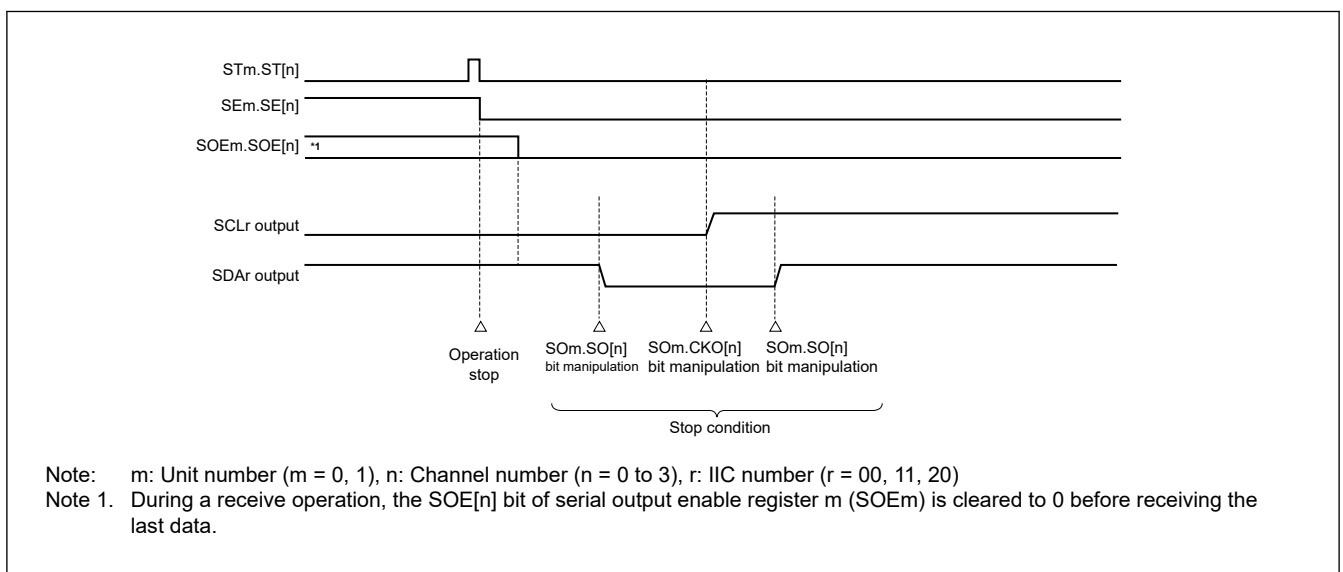 STm.ST[n]
SEm.SE[n]
SOEm.SOE[n] *1
SCLr output
SDAr output
Operation stop
SOm.SO[n] bit manipulation
SOm.CKO[n] bit manipulation
SOm.SO[n] bit manipulation
Stop condition
Note: m: Unit number (m = 0, 1), n: Channel number (n = 0 to 3), r: IIC number (r = 00, 11, 20)
Note 1. During a receive operation, the SOE[n] bit of serial output enable register m (SOEm) is cleared to 0 before receiving the
last data.